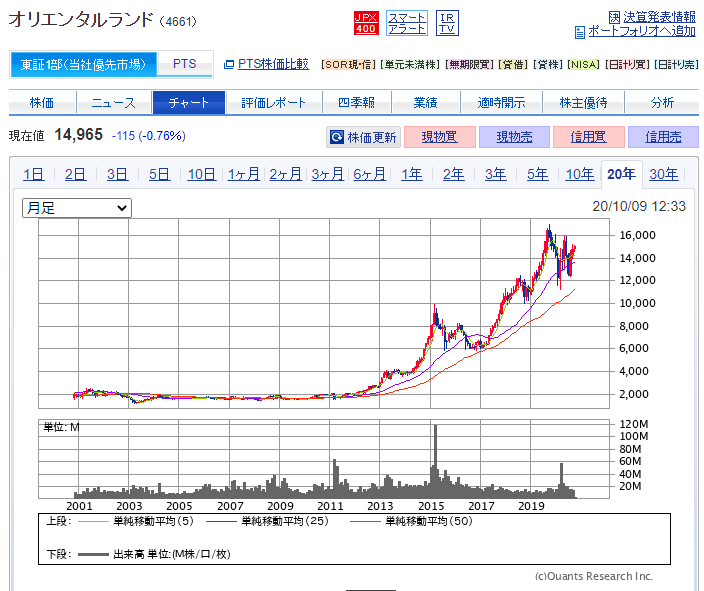 オリエンタルランド (4661)
JPX 400 スマート アラート IR TV
決 決算発表情報
ポートフォリオへ追加
東証1部(当社優先市場) PTS PTS株価比較 [SOR現・信] [単元未満株] [無期限買] [貸借] [貸株] [NISA] [日計り買] [日計り売]
株価 ニュース チャート 評価レポート 四季報 業績 適時開示 株主優待 分析
現在値 14,965 -115 (-0.76%) 株価更新 現物買 現物売 信用買 信用売
1日 2日 3日 5日 10日 1ヶ月 2ヶ月 3ヶ月 6ヶ月 1年 2年 3年 5年 10年 20年 30年
月足 20/10/09 12:33
16,000
14,000
12,000
10,000
8,000
6,000
4,000
2,000
単位: M
120M
100M
80M
60M
40M
20M
2001 2003 2005 2007 2009 2011 2013 2015 2017 2019
上段: 単純移動平均(5) 単純移動平均(25) 単純移動平均(50)
下段: 出来高 単位:(M株/口/枚)
(c)Quants Research Inc.